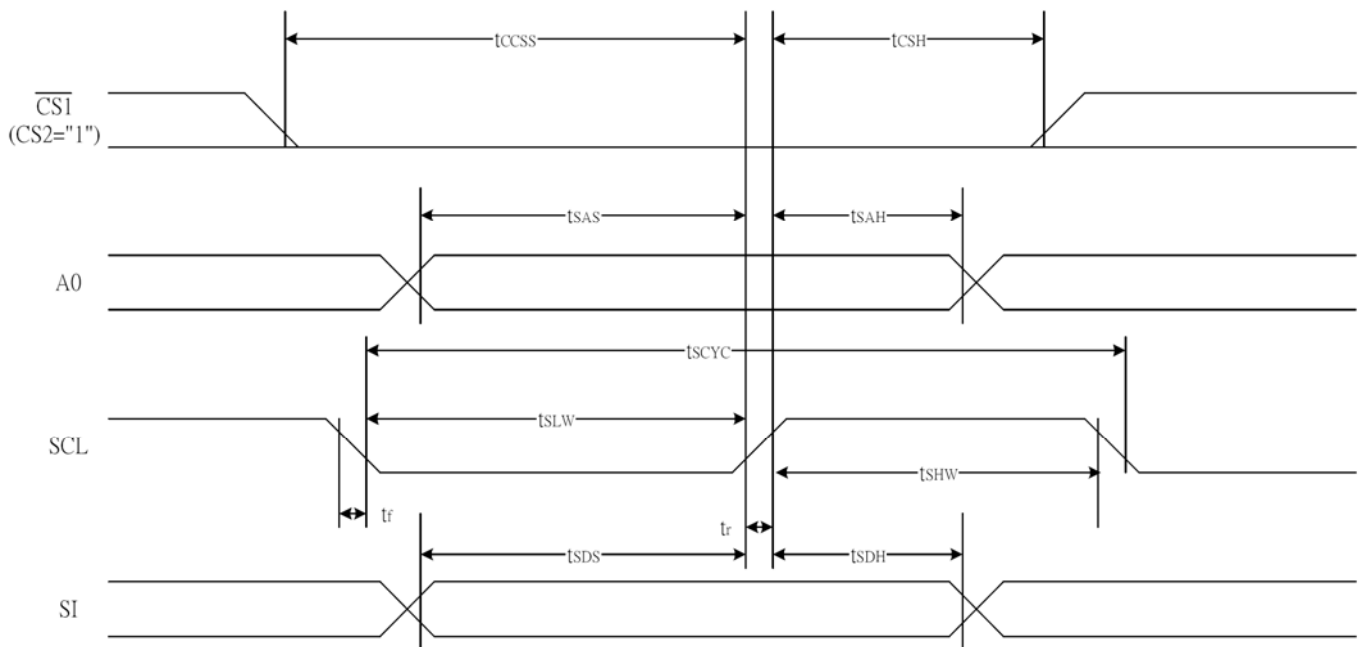 tCCSS
tCSH
CS1
(CS2="1")
tSAS
tSAH
A0
tSCYC
tSLW
SCL
tSHW
tf
tr
tSDS
tSDH
SI